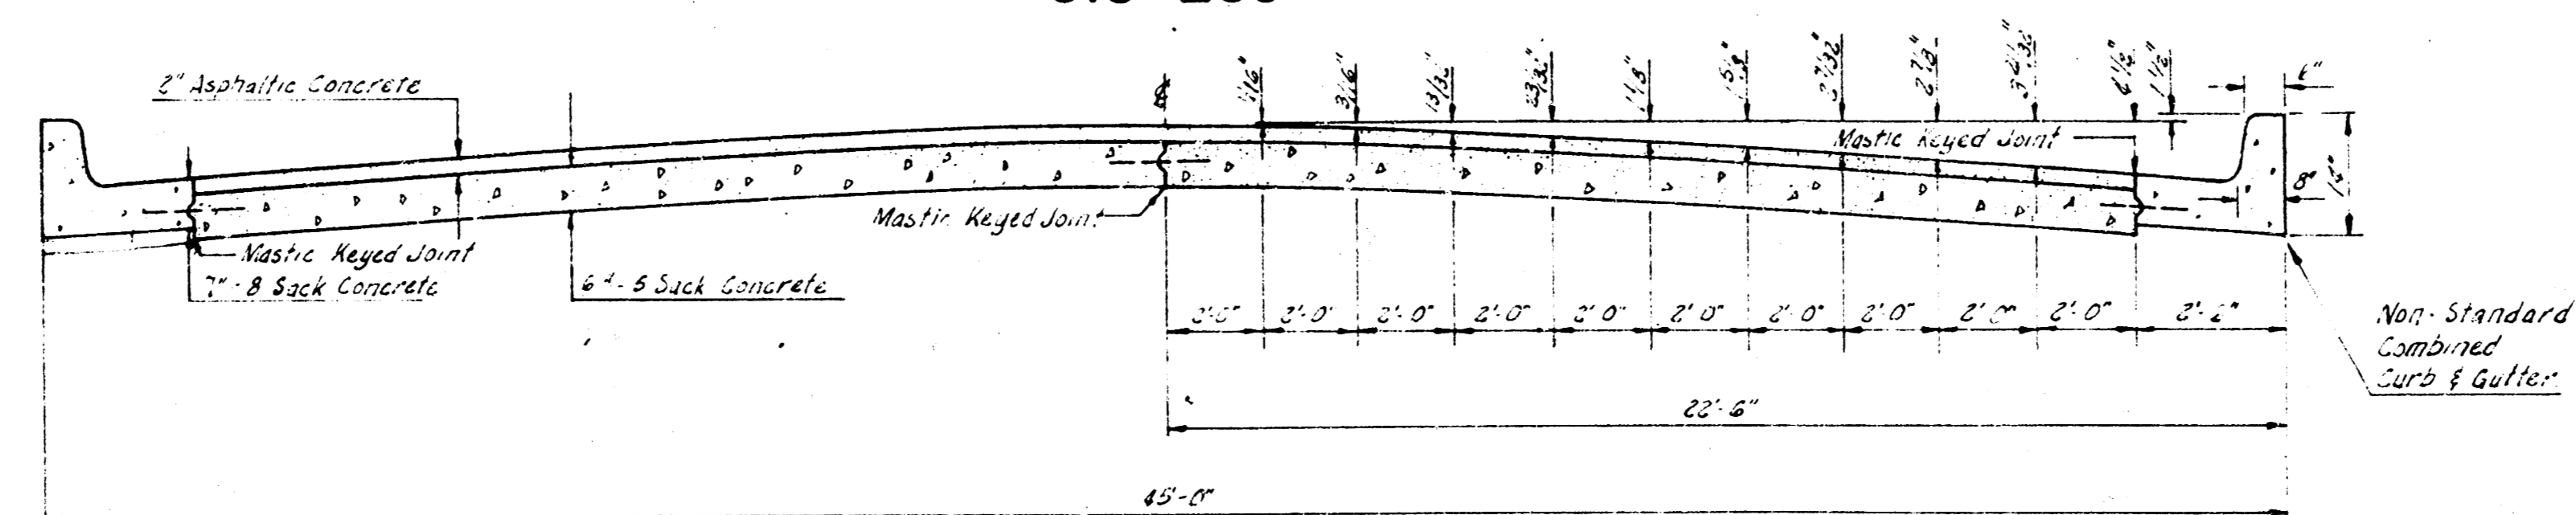 2" Asphaltic Concrete
1/16"
3/16"
13/32"
23/32"
1 1/8"
1 5/8"
2 7/32"
2 7/8"
4 1/2"
1 1/2"
6"
Mastic Keyed Joint
8"
Mastic Keyed Joint
Mastic Keyed Joint
7" - 8 Sack Concrete
6" - 5 Sack Concrete
2'-0" 2'-0" 2'-0" 2'-0" 2'-0" 2'-0" 2'-0" 2'-0" 2'-0" 2'-0"
Non-Standard
Combined
Curb & Gutter
22'-6"
45'-0"